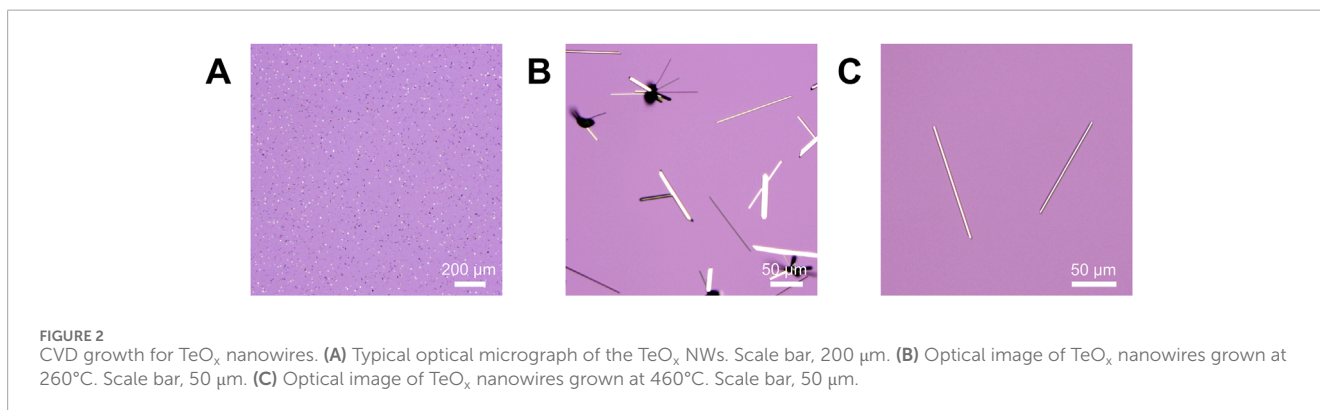 A
B
C
200 μm
50 μm
50 μm
FIGURE 2
CVD growth for TeOₓ nanowires. (A) Typical optical micrograph of the TeOₓ NWs. Scale bar, 200 μm. (B) Optical image of TeOₓ nanowires grown at
260°C. Scale bar, 50 μm. (C) Optical image of TeOₓ nanowires grown at 460°C. Scale bar, 50 μm.